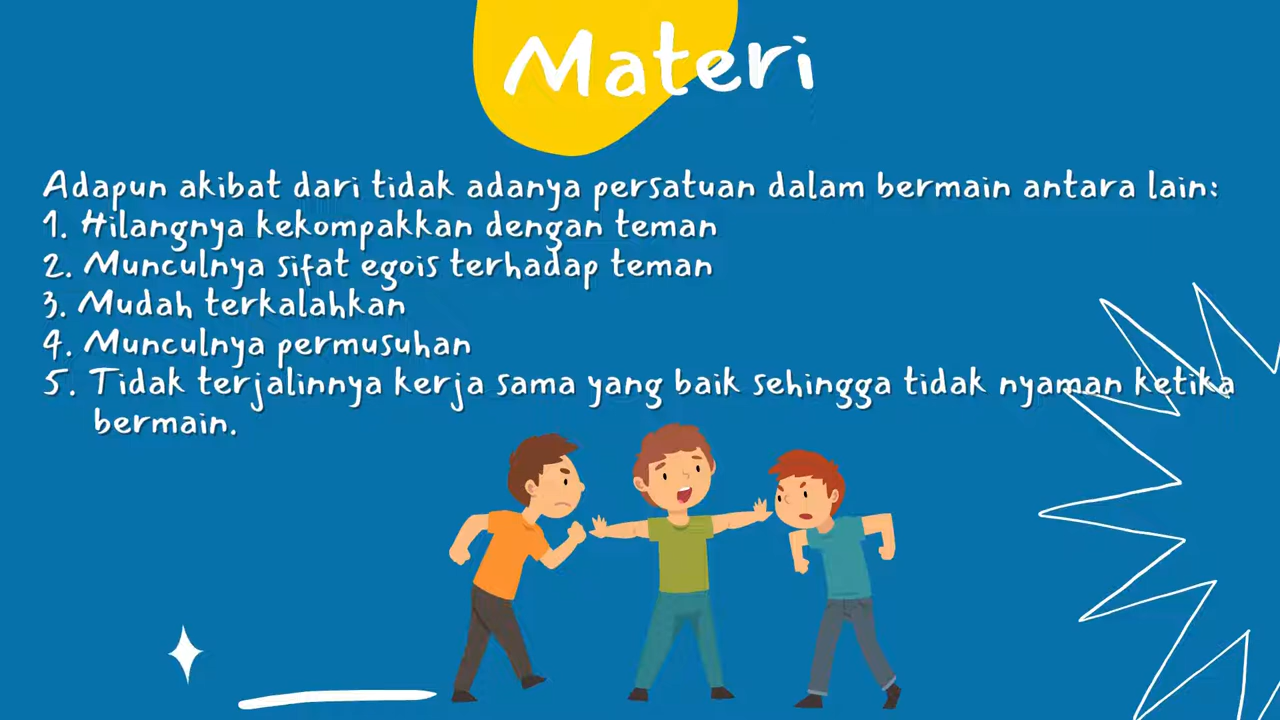 Materi
Adapun akibat dari tidak adanya persatuan dalam bermain antara lain:
1. Hilangnya kekompakkan dengan teman
2. Munculnya sifat egois terhadap teman
3. Mudah terkalahkan
4. Munculnya permusuhan
5. Tidak terjalinnya kerja sama yang baik sehingga tidak nyaman ketika
bermain.